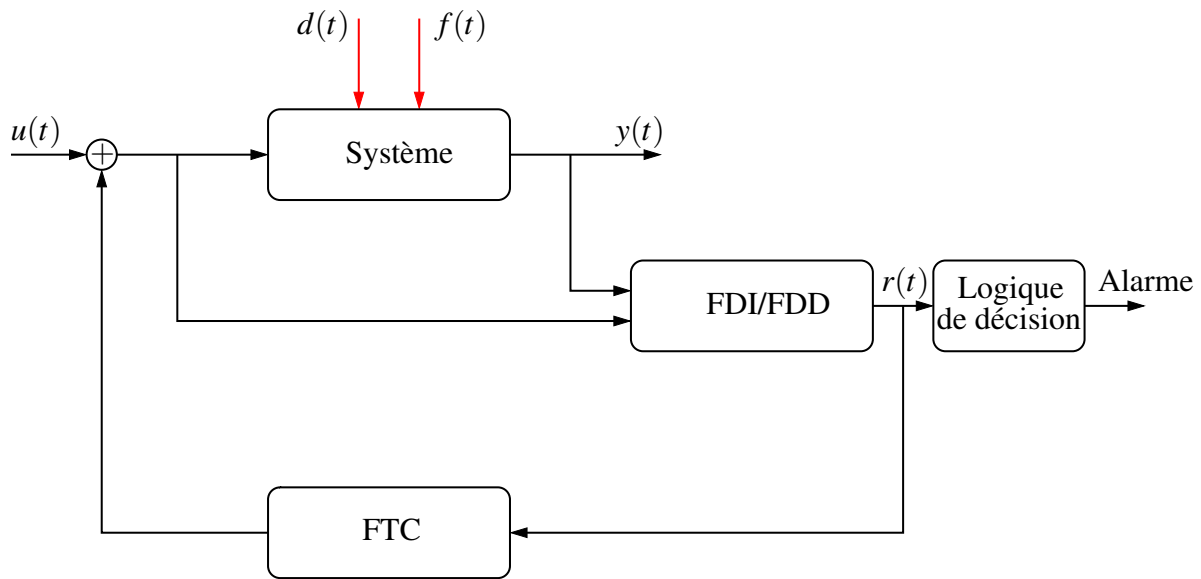 d(t) f(t)
u(t)
+
Système
y(t)
FDI/FDD
r(t)
Logique
de décision
Alarme
FTC